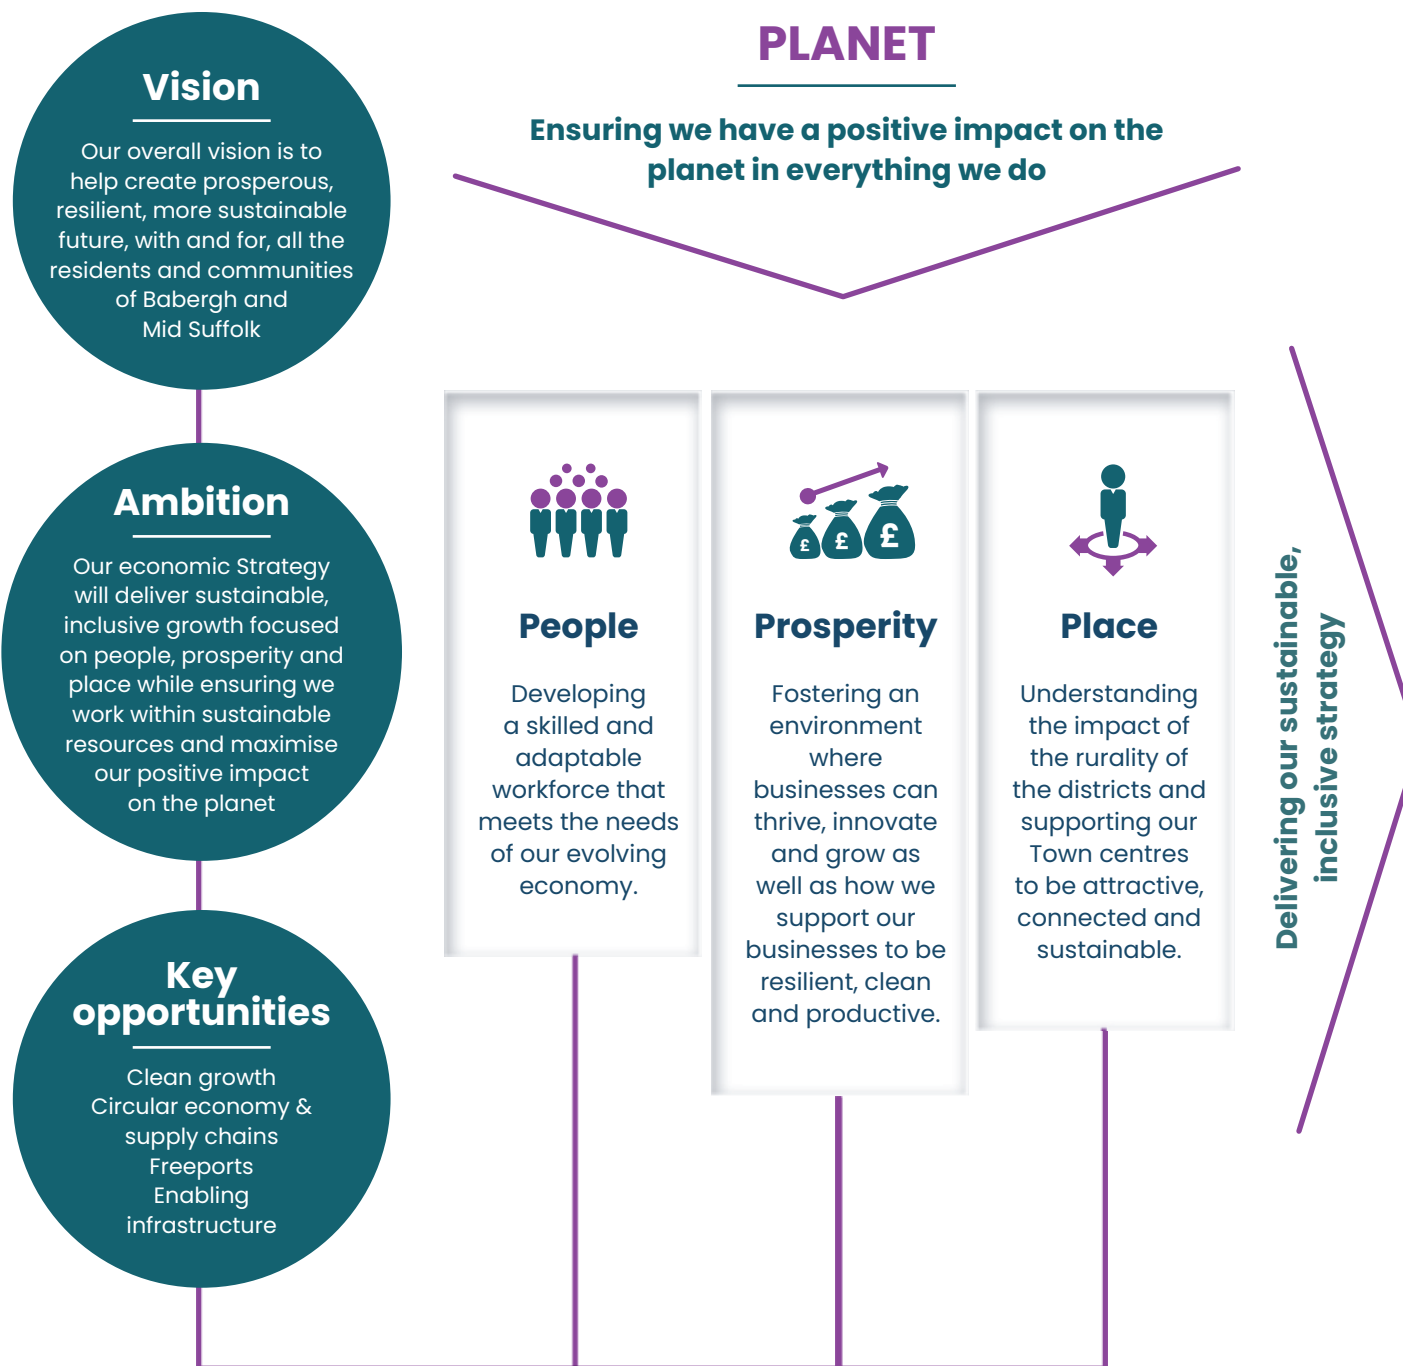 Vision
Our overall vision is to
help create prosperous,
resilient, more sustainable
future, with and for, all the
residents and communities
of Babergh and
Mid Suffolk
Ambition
Our economic Strategy
will deliver sustainable,
inclusive growth focused
on people, prosperity and
place while ensuring we
work within sustainable
resources and maximise
our positive impact
on the planet
Key
opportunities
Clean growth
Circular economy &
supply chains
Freeports
Enabling
infrastructure
PLANET
Ensuring we have a positive impact on the
planet in everything we do
£
£
£
People
Developing
a skilled and
adaptable
workforce that
meets the needs
of our evolving
economy.
Prosperity
Fostering an
environment
where
businesses can
thrive, innovate
and grow as
well as how we
support our
businesses to be
resilient, clean
and productive.
Place
Understanding
the impact of
the rurality of
the districts and
supporting our
Town centres
to be attractive,
connected and
sustainable.
Delivering our sustainable,
inclusive strategy